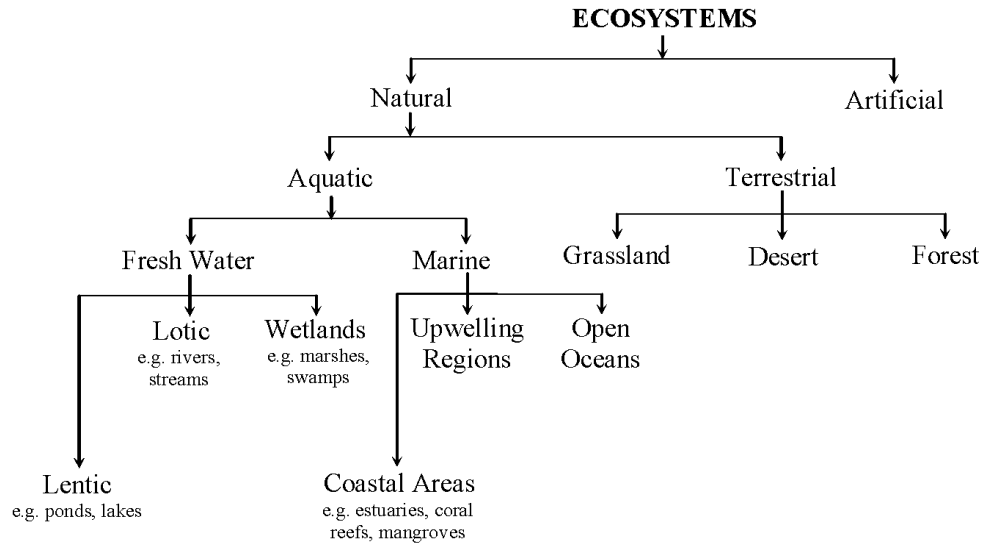 ECOSYSTEMS
Natural
Artificial
Aquatic
Terrestrial
Fresh Water
Marine
Grassland
Desert
Forest
Lotic
e.g. rivers,
streams
Wetlands
e.g. marshes,
swamps
Upwelling
Regions
Open
Oceans
Lentic
e.g. ponds, lakes
Coastal Areas
e.g. estuaries, coral
reefs, mangroves